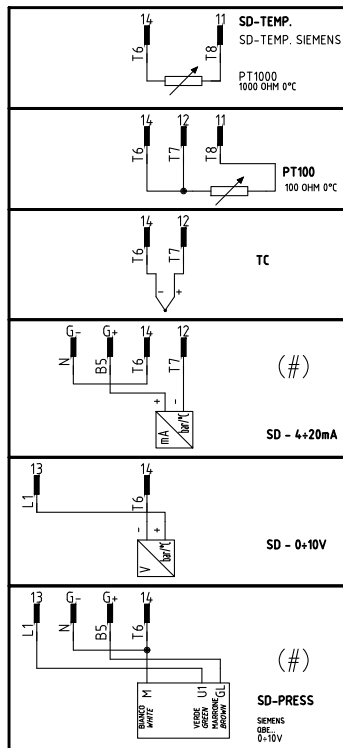 14 11 SD-TEMP.
SD-TEMP. SIEMENS
T6 T8
PT1000
1000 OHM 0°C
14 12 11
T6 T7 T8
PT100
100 OHM 0°C
14 12
T6 T7
TC
- +
G- G+ 14 12
N B5 T6 T7
(#)
+ -
mA bar/°C
SD - 4÷20mA
13 14
L1 T6
- +
V bar/°C
SD - 0÷10V
13 G- G+ 14
L1 N B5 T6
(#)
M U1 GL
BIANCO
WHITE
VERDE
GREEN
MARRONE
BROWN
SD-PRESS
SIEMENS
QBE..
0÷10V